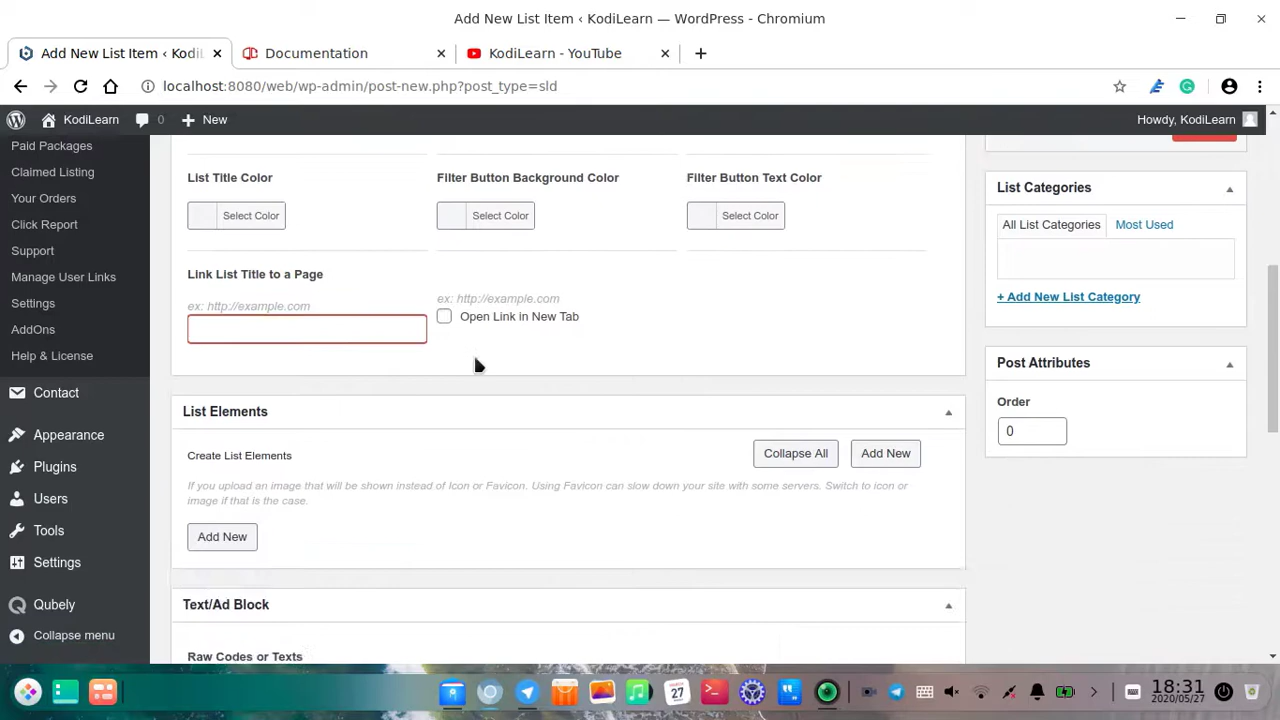 Add New List Item ‹ KodiLearn — WordPress - Chromium
Add New List Item ‹ Kodi
Documentation
KodiLearn - YouTube
localhost:8080/web/wp-admin/post-new.php?post_type=sld
KodiLearn
0
New
Howdy, KodiLearn
Paid Packages
Claimed Listing
Your Orders
Click Report
Support
Manage User Links
Settings
AddOns
Help & License
Contact
Appearance
Plugins
Users
Tools
Settings
Qubely
Collapse menu
List Title Color
Filter Button Background Color
Filter Button Text Color
Select Color
Select Color
Select Color
Link List Title to a Page
ex: http://example.com
ex: http://example.com
Open Link in New Tab
List Elements
Create List Elements
Collapse All
Add New
If you upload an image that will be shown instead of Icon or Favicon. Using Favicon can slow down your site with some servers. Switch to icon or
image if that is the case.
Add New
Text/Ad Block
Raw Codes or Texts
List Categories
All List Categories
Most Used
+ Add New List Category
Post Attributes
Order
0
27
18:31
2020/05/27